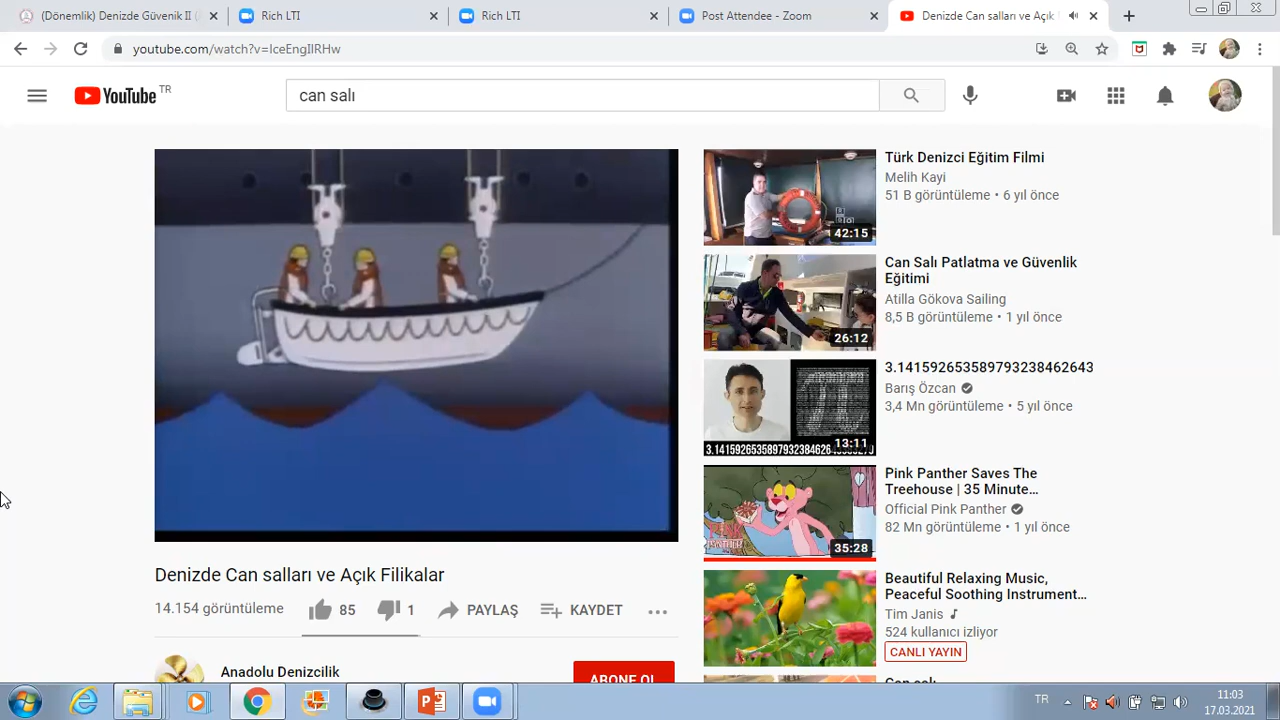 (Dönemlik) Denizde Güvenik II (
Rich LTI
Rich LTI
Post Attendee - Zoom
Denizde Can salları ve Açık
youtube.com/watch?v=IceEngIlRHw
YouTube TR
can salı
Türk Denizci Eğitim Filmi
Melih Kayi
51 B görüntüleme • 6 yıl önce
42:15
Can Salı Patlatma ve Güvenlik
Eğitimi
Atilla Gökova Sailing
8,5 B görüntüleme • 1 yıl önce
26:12
3.14159265358979323846264​3
Barış Özcan
3,4 Mn görüntüleme • 5 yıl önce
13:11
Pink Panther Saves The
Treehouse | 35 Minute…
Official Pink Panther
82 Mn görüntüleme • 1 yıl önce
35:28
Beautiful Relaxing Music,
Peaceful Soothing Instrument…
Tim Janis
524 kullanıcı izliyor
CANLI YAYIN
Denizde Can salları ve Açık Filikalar
14.154 görüntüleme
85
1
PAYLAŞ
KAYDET
Anadolu Denizcilik
ABONE OL
Can salı
TR
11:03
17.03.2021